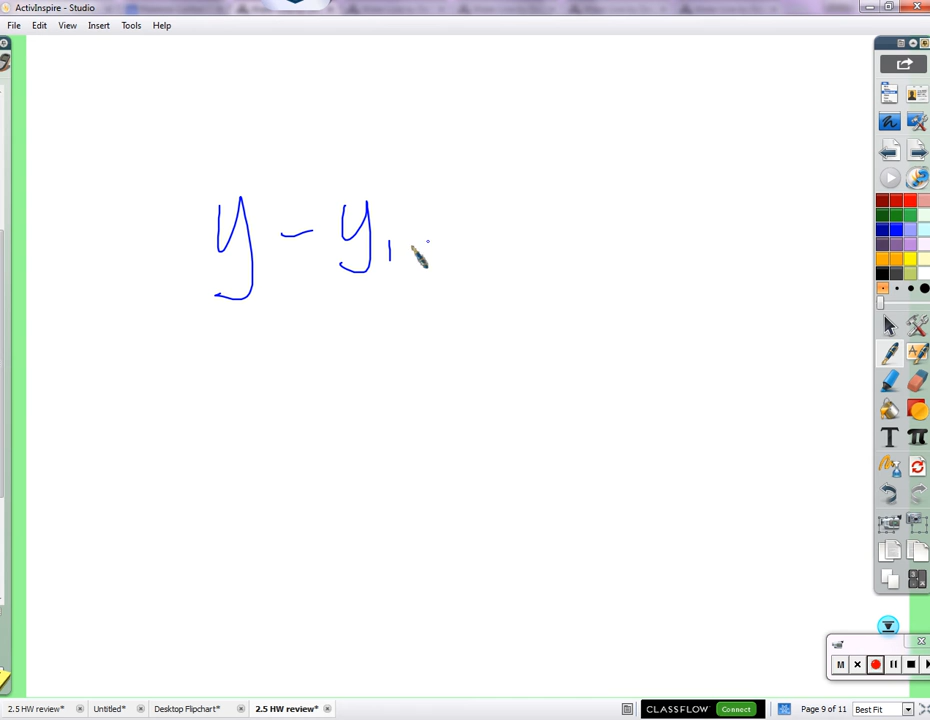 ActivInspire - Studio
File Edit View Insert Tools Help
y - y₁
2.5 HW review* Untitled* Desktop Flipchart* 2.5 HW review* CLASSFLOW Connect Page 9 of 11 Best Fit
M